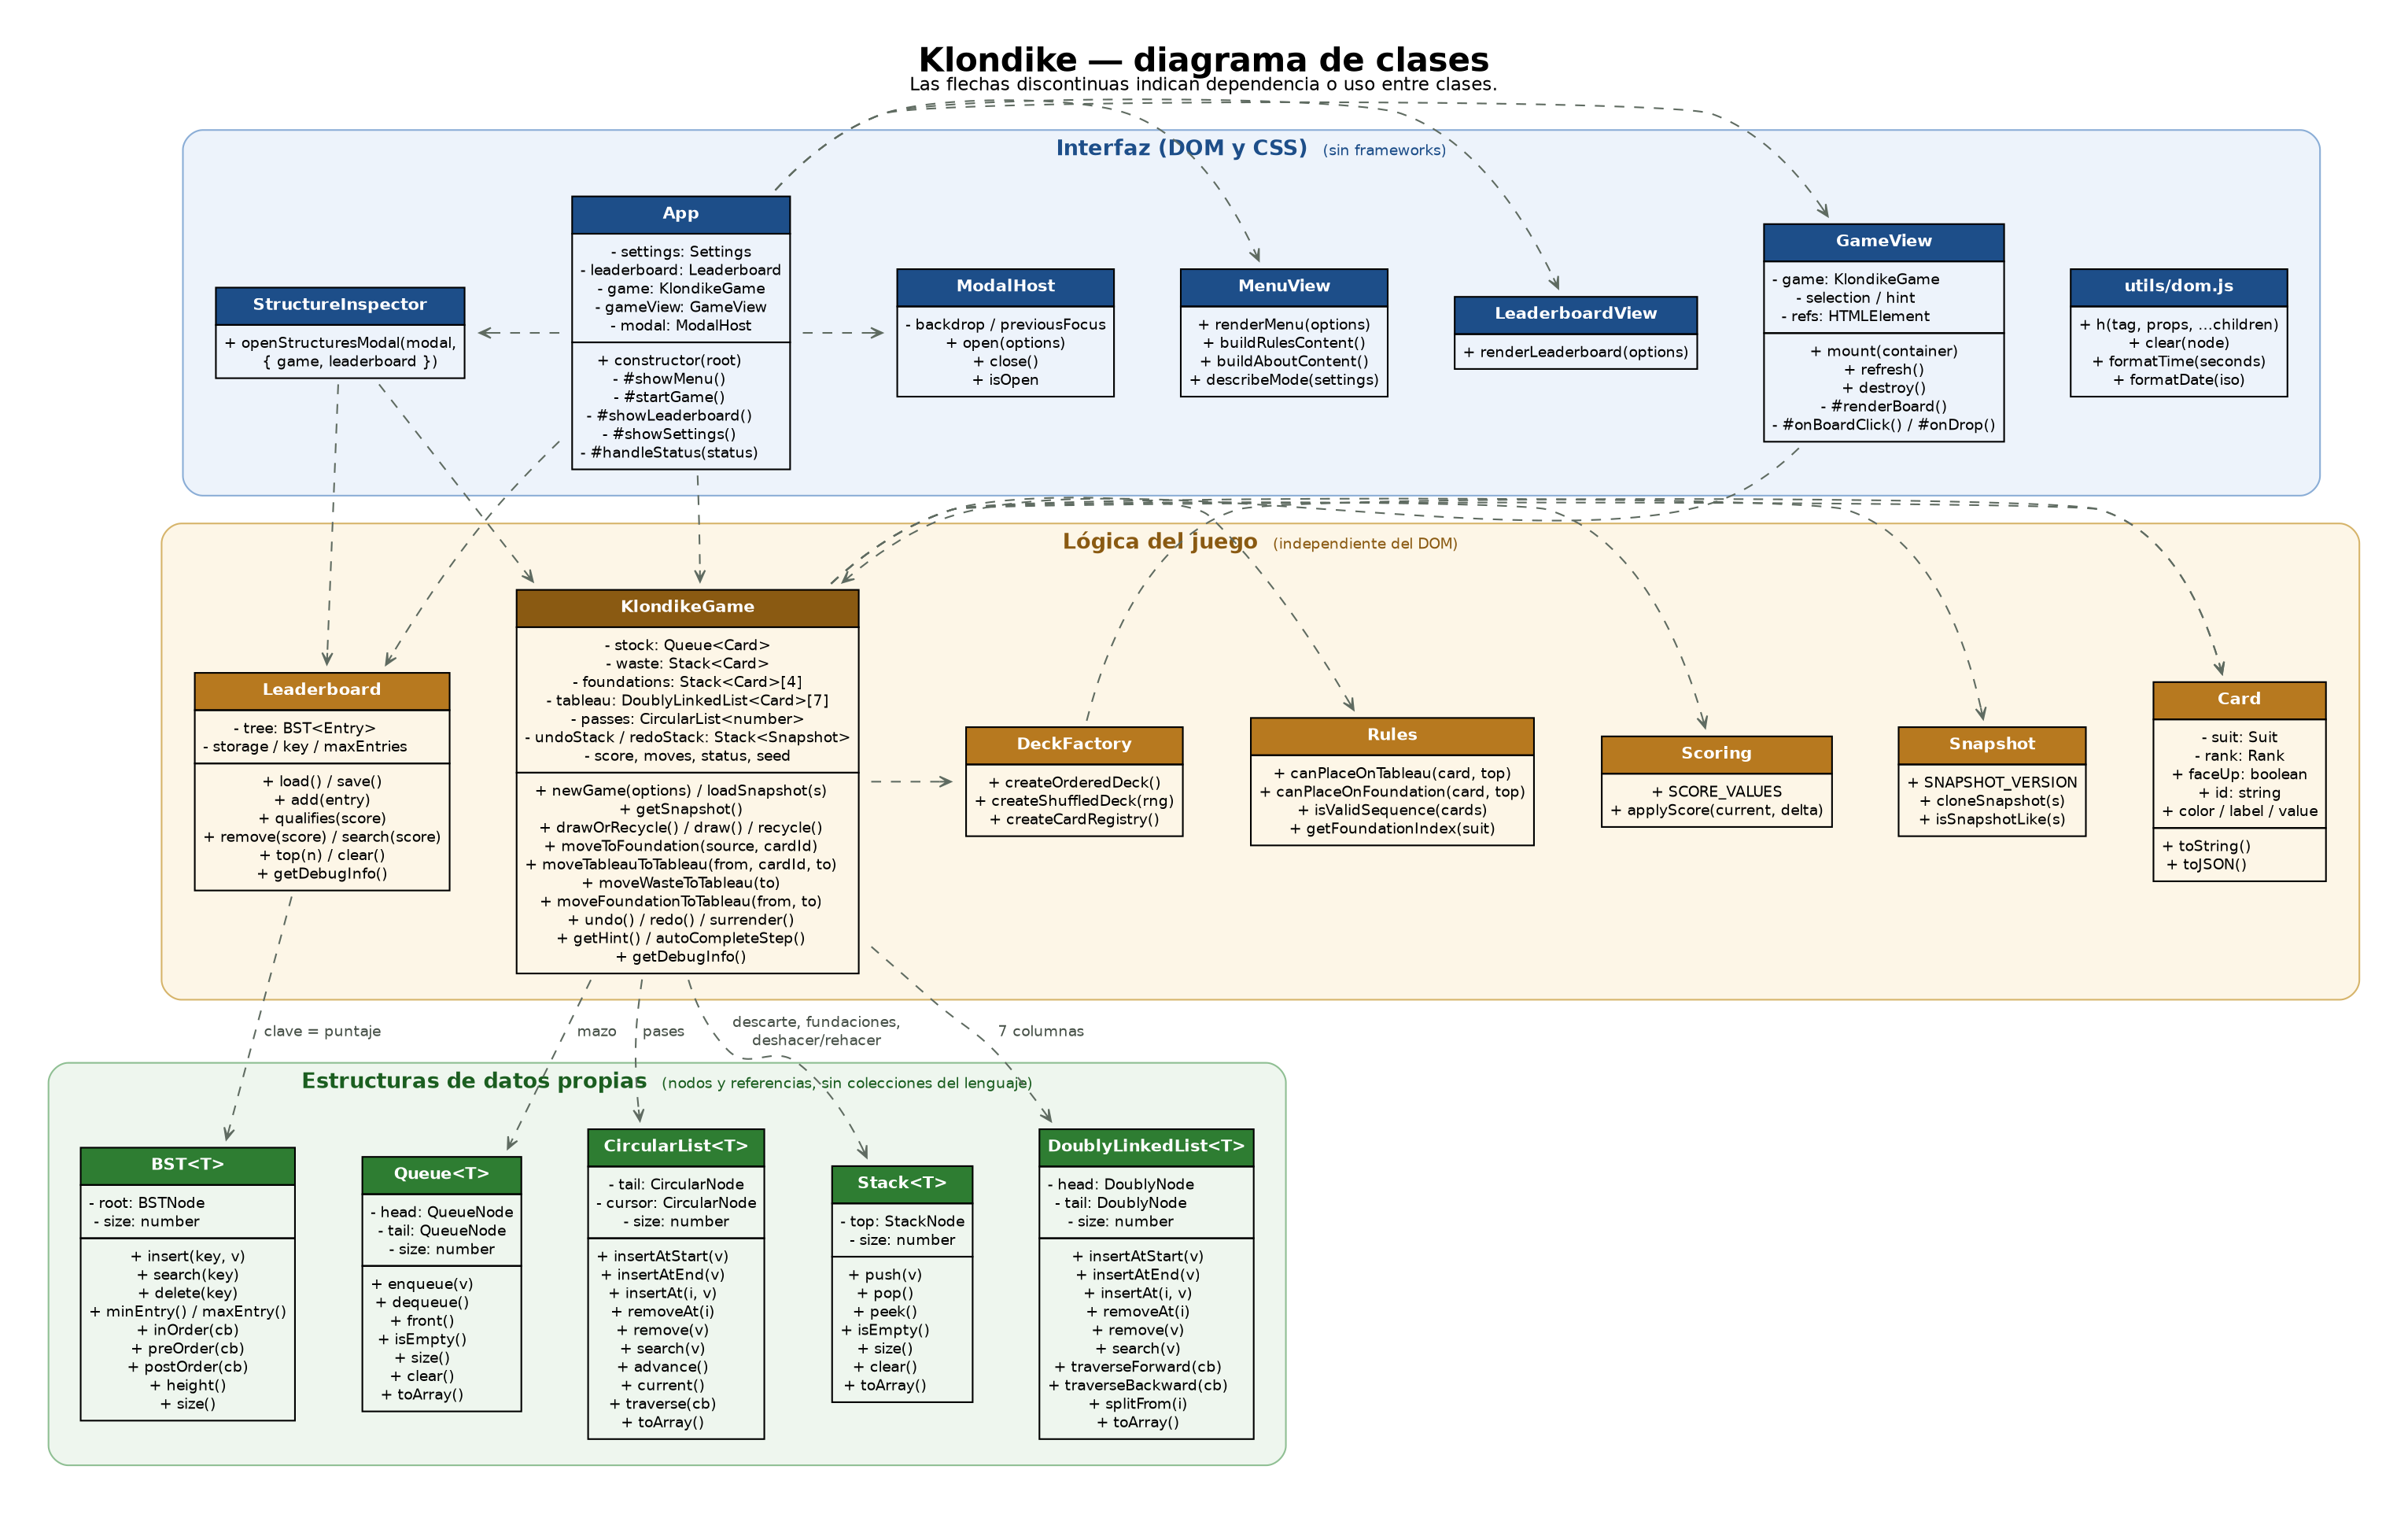 Klondike — diagrama de clases
Las flechas discontinuas indican dependencia o uso entre clases.
Interfaz (DOM y CSS) (sin frameworks)
StructureInspector
+ openStructuresModal(modal,
{ game, leaderboard })
App
- settings: Settings
- leaderboard: Leaderboard
- game: KlondikeGame
- gameView: GameView
- modal: ModalHost
+ constructor(root)
- #showMenu()
- #startGame()
- #showLeaderboard()
- #showSettings()
- #handleStatus(status)
ModalHost
- backdrop / previousFocus
+ open(options)
+ close()
+ isOpen
MenuView
+ renderMenu(options)
+ buildRulesContent()
+ buildAboutContent()
+ describeMode(settings)
LeaderboardView
+ renderLeaderboard(options)
GameView
- game: KlondikeGame
- selection / hint
- refs: HTMLElement
+ mount(container)
+ refresh()
+ destroy()
- #renderBoard()
- #onBoardClick() / #onDrop()
utils/dom.js
+ h(tag, props, ...children)
+ clear(node)
+ formatTime(seconds)
+ formatDate(iso)
Lógica del juego (independiente del DOM)
Leaderboard
- tree: BST<Entry>
- storage / key / maxEntries
+ load() / save()
+ add(entry)
+ qualifies(score)
+ remove(score) / search(score)
+ top(n) / clear()
+ getDebugInfo()
KlondikeGame
- stock: Queue<Card>
- waste: Stack<Card>
- foundations: Stack<Card>[4]
- tableau: DoublyLinkedList<Card>[7]
- passes: CircularList<number>
- undoStack / redoStack: Stack<Snapshot>
- score, moves, status, seed
+ newGame(options) / loadSnapshot(s)
+ getSnapshot()
+ drawOrRecycle() / draw() / recycle()
+ moveToFoundation(source, cardId)
+ moveTableauToTableau(from, cardId, to)
+ moveWasteToTableau(to)
+ moveFoundationToTableau(from, to)
+ undo() / redo() / surrender()
+ getHint() / autoCompleteStep()
+ getDebugInfo()
DeckFactory
+ createOrderedDeck()
+ createShuffledDeck(rng)
+ createCardRegistry()
Rules
+ canPlaceOnTableau(card, top)
+ canPlaceOnFoundation(card, top)
+ isValidSequence(cards)
+ getFoundationIndex(suit)
Scoring
+ SCORE_VALUES
+ applyScore(current, delta)
Snapshot
+ SNAPSHOT_VERSION
+ cloneSnapshot(s)
+ isSnapshotLike(s)
Card
- suit: Suit
- rank: Rank
+ faceUp: boolean
+ id: string
+ color / label / value
+ toString()
+ toJSON()
clave = puntaje
mazo
pases
descarte, fundaciones,
deshacer/rehacer
7 columnas
Estructuras de datos propias (nodos y referencias, sin colecciones del lenguaje)
BST<T>
- root: BSTNode
- size: number
+ insert(key, v)
+ search(key)
+ delete(key)
+ minEntry() / maxEntry()
+ inOrder(cb)
+ preOrder(cb)
+ postOrder(cb)
+ height()
+ size()
Queue<T>
- head: QueueNode
- tail: QueueNode
- size: number
+ enqueue(v)
+ dequeue()
+ front()
+ isEmpty()
+ size()
+ clear()
+ toArray()
CircularList<T>
- tail: CircularNode
- cursor: CircularNode
- size: number
+ insertAtStart(v)
+ insertAtEnd(v)
+ insertAt(i, v)
+ removeAt(i)
+ remove(v)
+ search(v)
+ advance()
+ current()
+ traverse(cb)
+ toArray()
Stack<T>
- top: StackNode
- size: number
+ push(v)
+ pop()
+ peek()
+ isEmpty()
+ size()
+ clear()
+ toArray()
DoublyLinkedList<T>
- head: DoublyNode
- tail: DoublyNode
- size: number
+ insertAtStart(v)
+ insertAtEnd(v)
+ insertAt(i, v)
+ removeAt(i)
+ remove(v)
+ search(v)
+ traverseForward(cb)
+ traverseBackward(cb)
+ splitFrom(i)
+ toArray()